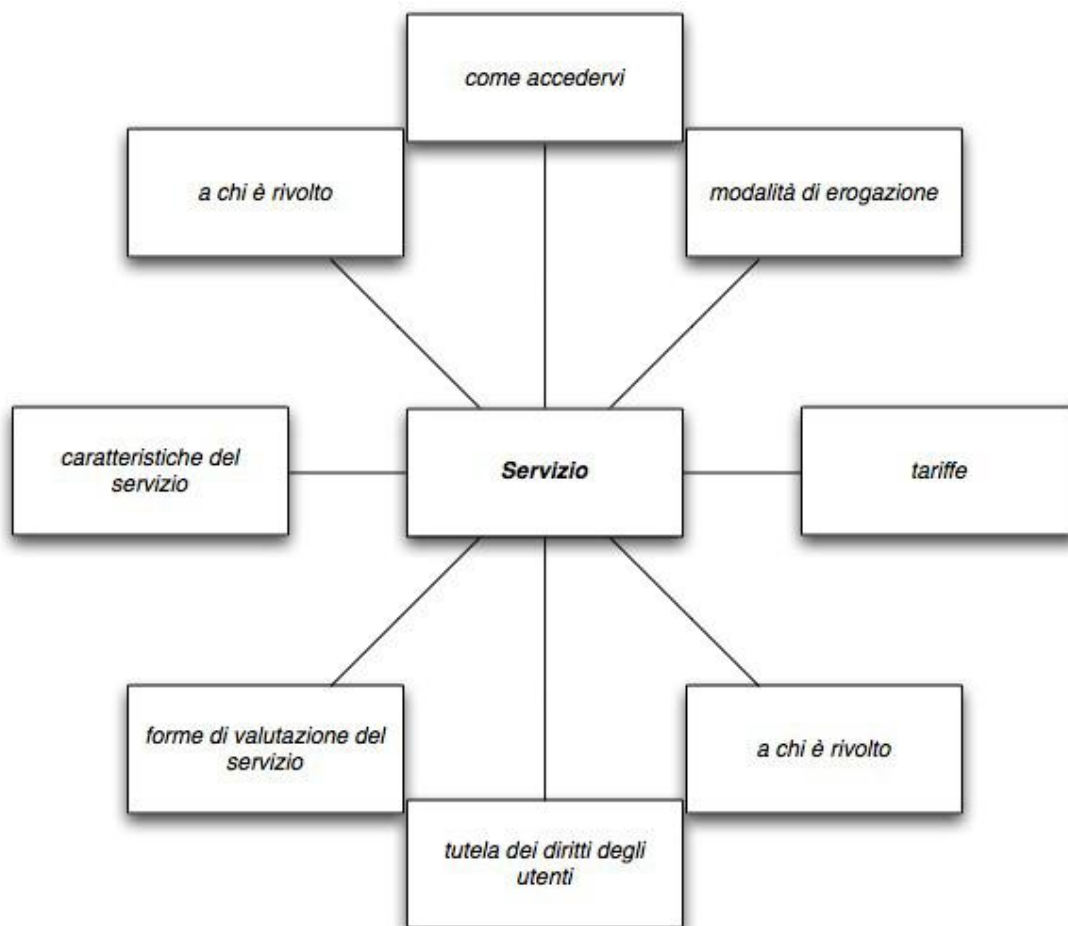 come accedervi
a chi è rivolto
modalità di erogazione
caratteristiche del
servizio
Servizio
tariffe
forme di valutazione del
servizio
a chi è rivolto
tutela dei diritti degli
utenti